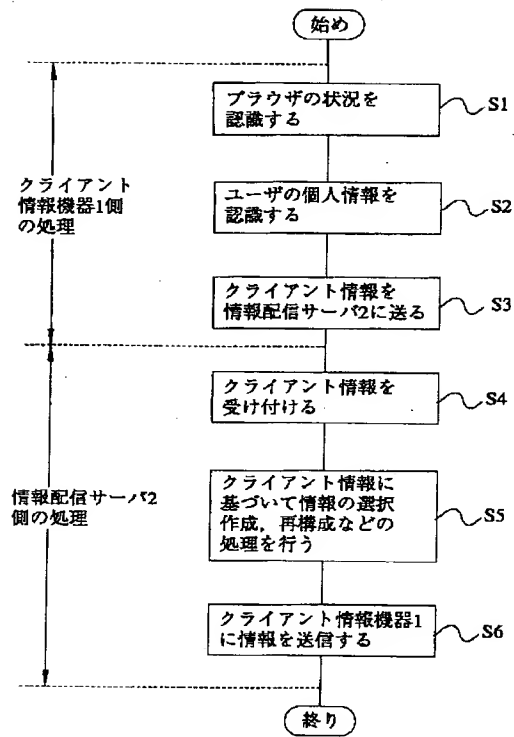 始め
ブラウザの状況を
認識する
S1
クライアント
情報機器1側
の処理
ユーザの個人情報を
認識する
S2
クライアント情報を
情報配信サーバ2に送る
S3
クライアント情報を
受け付ける
S4
情報配信サーバ2
側の処理
クライアント情報に
基づいて情報の選択
作成，再構成などの
処理を行う
S5
クライアント情報機器1
に情報を送信する
S6
終り